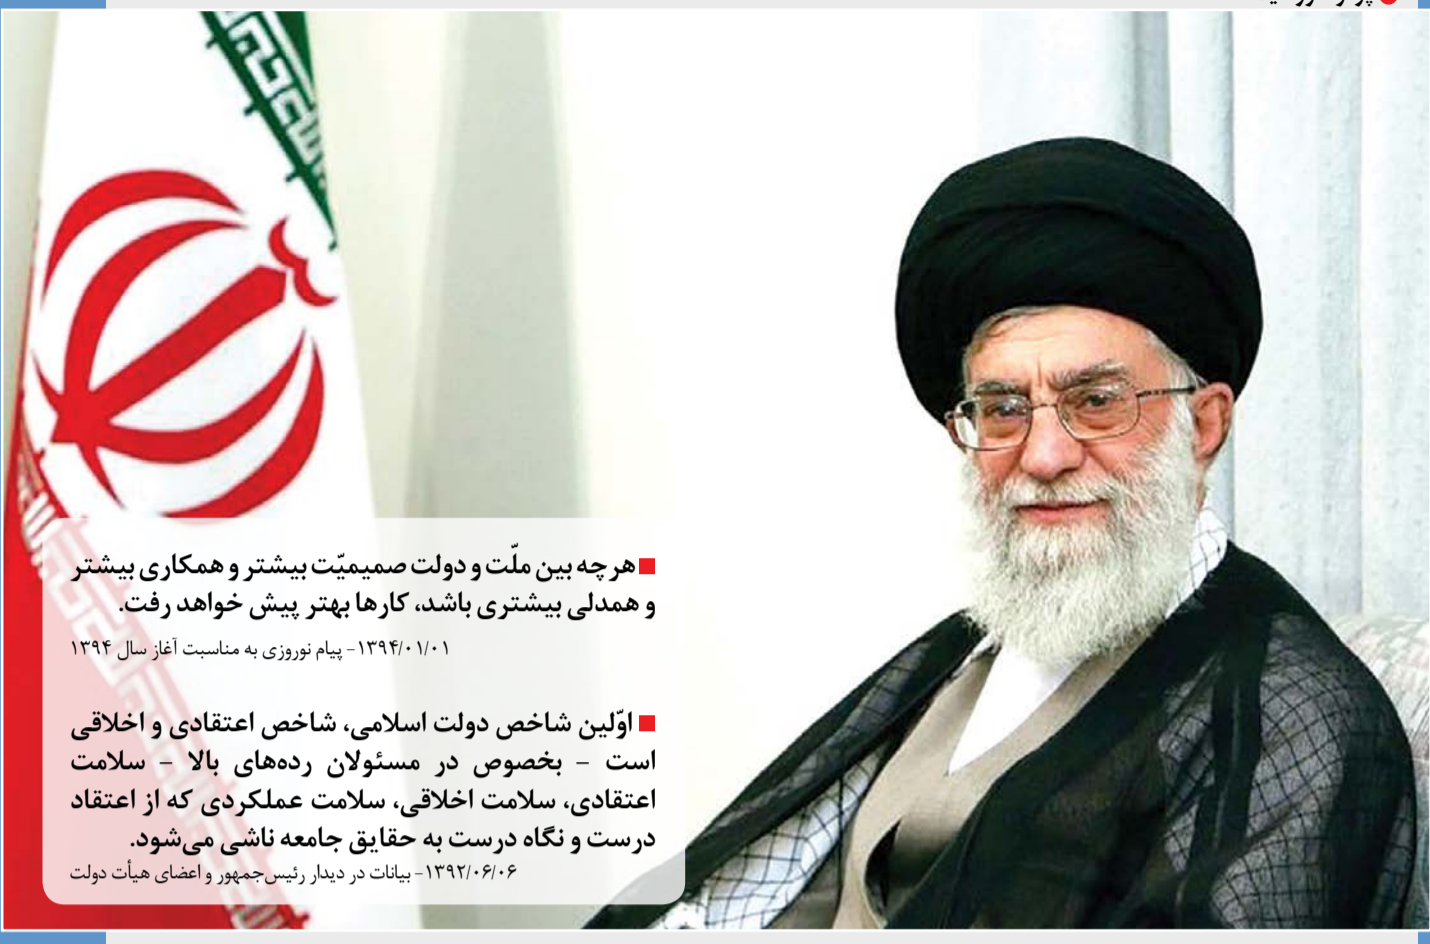 ■ هرچه بین ملّت و دولت صمیمیّت بیشتر و همکاری بیشتر
و همدلی بیشتری باشد، کارها بهتر پیش خواهد رفت.
۱۳۹۴/۰۱/۰۱- پیام نوروزی به مناسبت آغاز سال ۱۳۹۴
■ اوّلین شاخص دولت اسلامی، شاخص اعتقادی و اخلاقی
است – بخصوص در مسئولان رده‌های بالا – سلامت
اعتقادی، سلامت اخلاقی، سلامت عملکردی که از اعتقاد
درست و نگاه درست به حقایق جامعه ناشی می‌شود.
۱۳۹۲/۰۶/۰۶- بیانات در دیدار رئیس‌جمهور و اعضای هیأت دولت